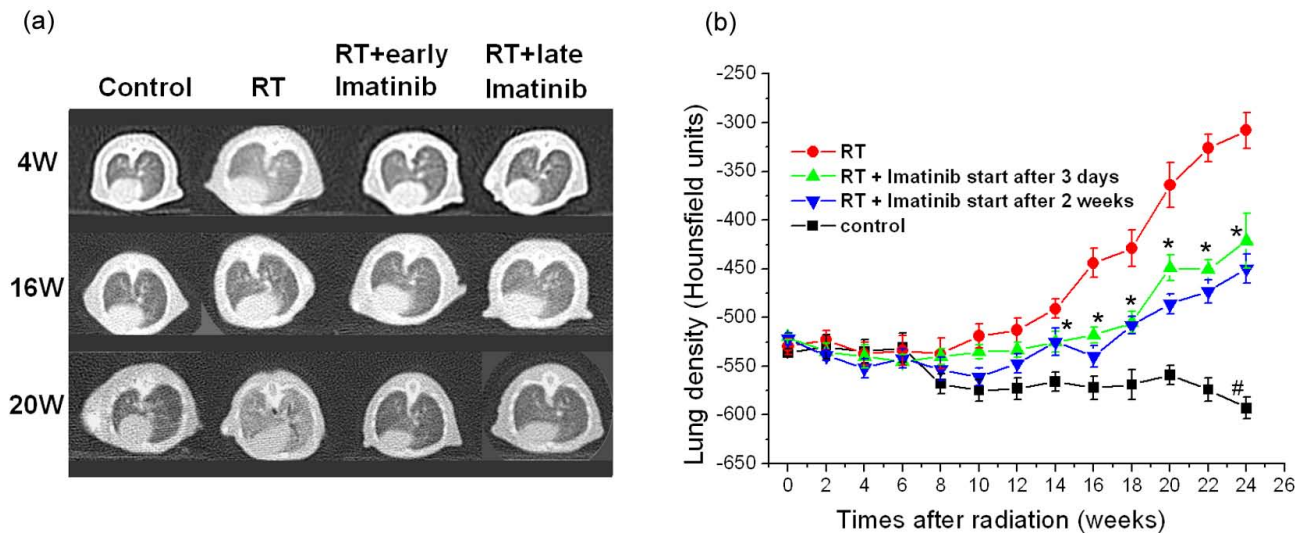 (a)
Control
RT
RT+early
Imatinib
RT+late
Imatinib
4W
16W
20W
(b)
Lung density (Hounsfield units)
-250
-300
-350
-400
-450
-500
-550
-600
-650
RT
RT + Imatinib start after 3 days
RT + Imatinib start after 2 weeks
control
* * * * * *
#
0 2 4 6 8 10 12 14 16 18 20 22 24 26
Times after radiation (weeks)